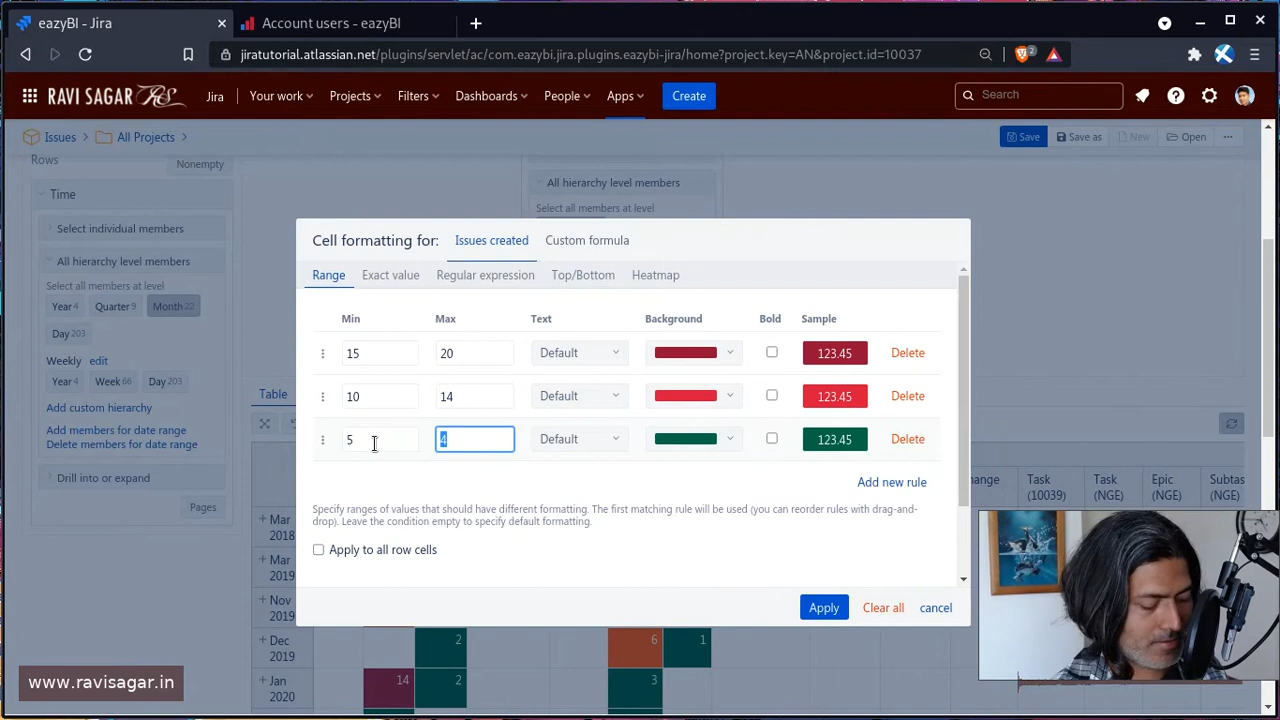 eazyBI - Jira
Account users - eazyBI
jiratutorial.atlassian.net/plugins/servlet/ac/com.eazybi.jira.plugins.eazybi-jira/home?project.key=AN&project.id=10037
RAVI SAGAR RS
Jira
Your work
Projects
Filters
Dashboards
People
Apps
Create
Search
Issues
All Projects
Save
Save as
New
Open
Rows
Nonempty
All hierarchy level members
Select all members at level
Time
Select individual members
All hierarchy level members
Select all members at level
Year 4
Quarter 9
Month 22
Day 203
Weekly edit
Year 4
Week 66
Day 203
Add custom hierarchy
Add members for date range
Delete members for date range
Drill into or expand
Pages
Cell formatting for:
Issues created
Custom formula
Range
Exact value
Regular expression
Top/Bottom
Heatmap
Min
Max
Text
Background
Bold
Sample
15
20
Default
123.45
Delete
10
14
Default
123.45
Delete
5
4
Default
123.45
Delete
Add new rule
Specify ranges of values that should have different formatting. The first matching rule will be used (you can reorder rules with drag-and-
drop). Leave the condition empty to specify default formatting.
Apply to all row cells
Apply
Clear all
cancel
Table
Task
(10039)
Task
(NGE)
Epic
(NGE)
Subtas
(NGE)
+ Mar
2018
+ Mar
2019
+ Nov
2019
+ Dec
2019
2
6
1
+ Jan
2020
14
2
3
www.ravisagar.in